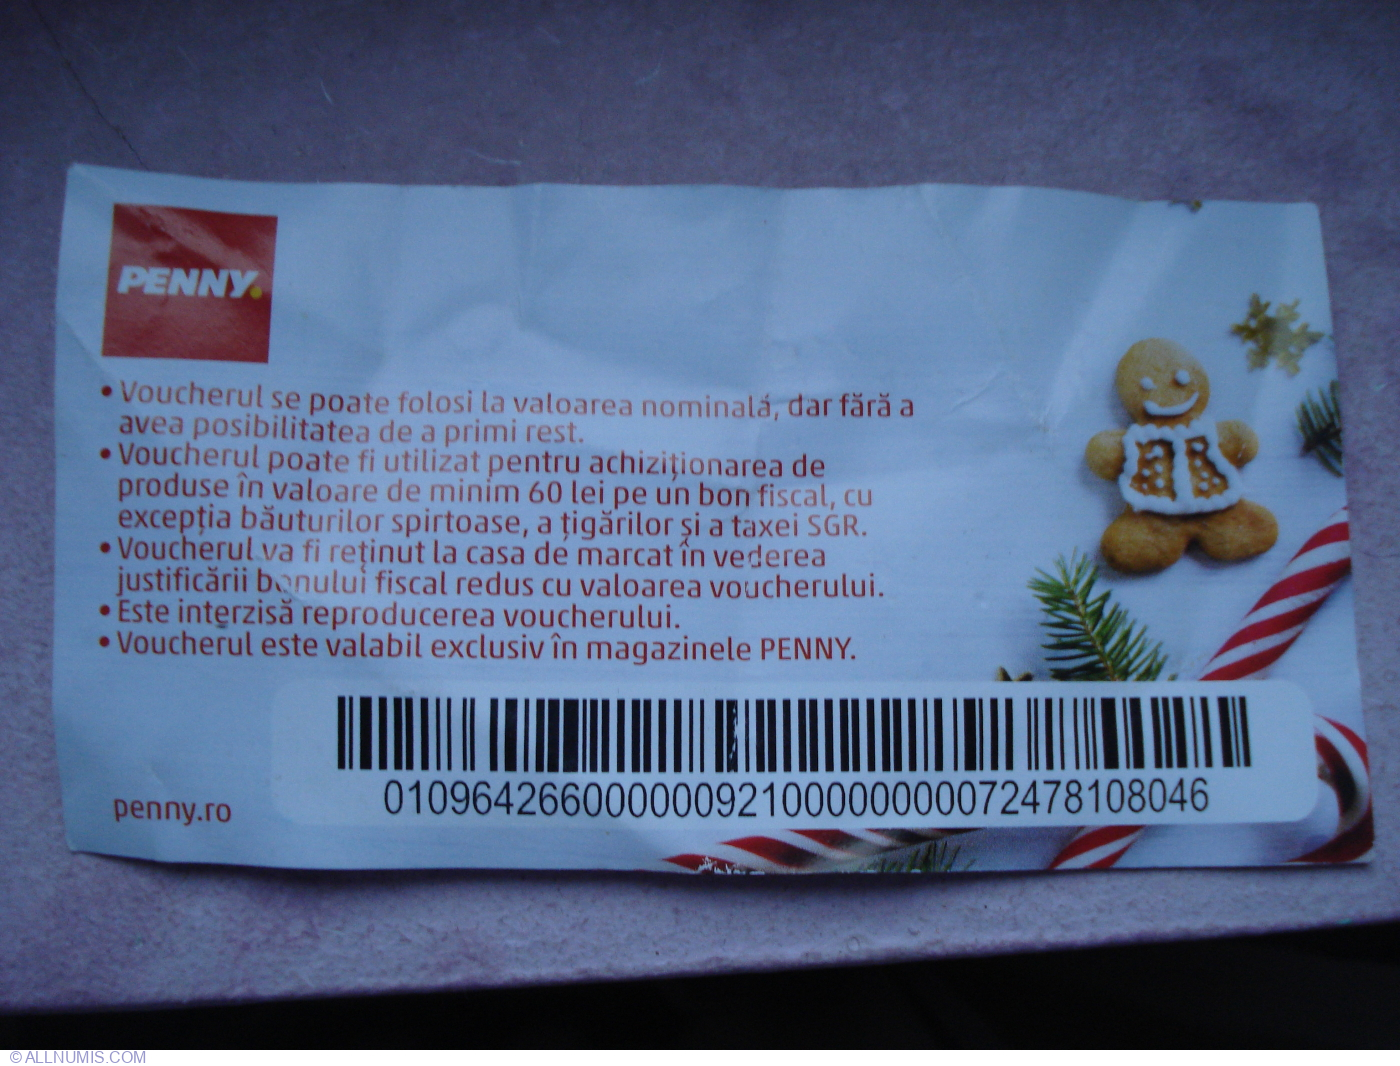 PENNY.
• Voucherul se poate folosi la valoarea nominală, dar fără a
avea posibilitatea de a primi rest.
• Voucherul poate fi utilizat pentru achiziționarea de
produse în valoare de minim 60 lei pe un bon fiscal, cu
excepția băuturilor spirtoase, a țigărilor și a taxei SGR.
• Voucherul va fi reținut la casa de marcat în vederea
justificării bonului fiscal redus cu valoarea voucherului.
• Este interzisă reproducerea voucherului.
• Voucherul este valabil exclusiv în magazinele PENNY.
010964266000000921000000000072478108046
penny.ro
© ALLNUMIS.COM